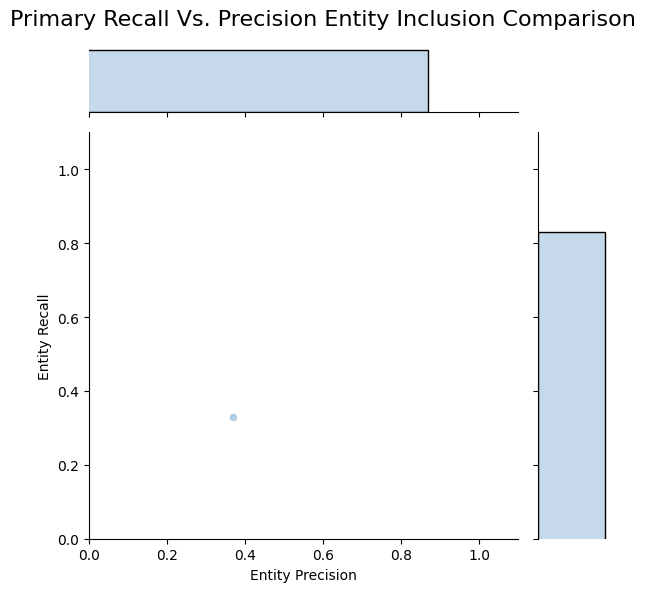 Primary Recall Vs. Precision Entity Inclusion Comparison
1.0
0.8
0.6
0.4
0.2
0.0
Entity Recall
0.0 0.2 0.4 0.6 0.8 1.0
Entity Precision